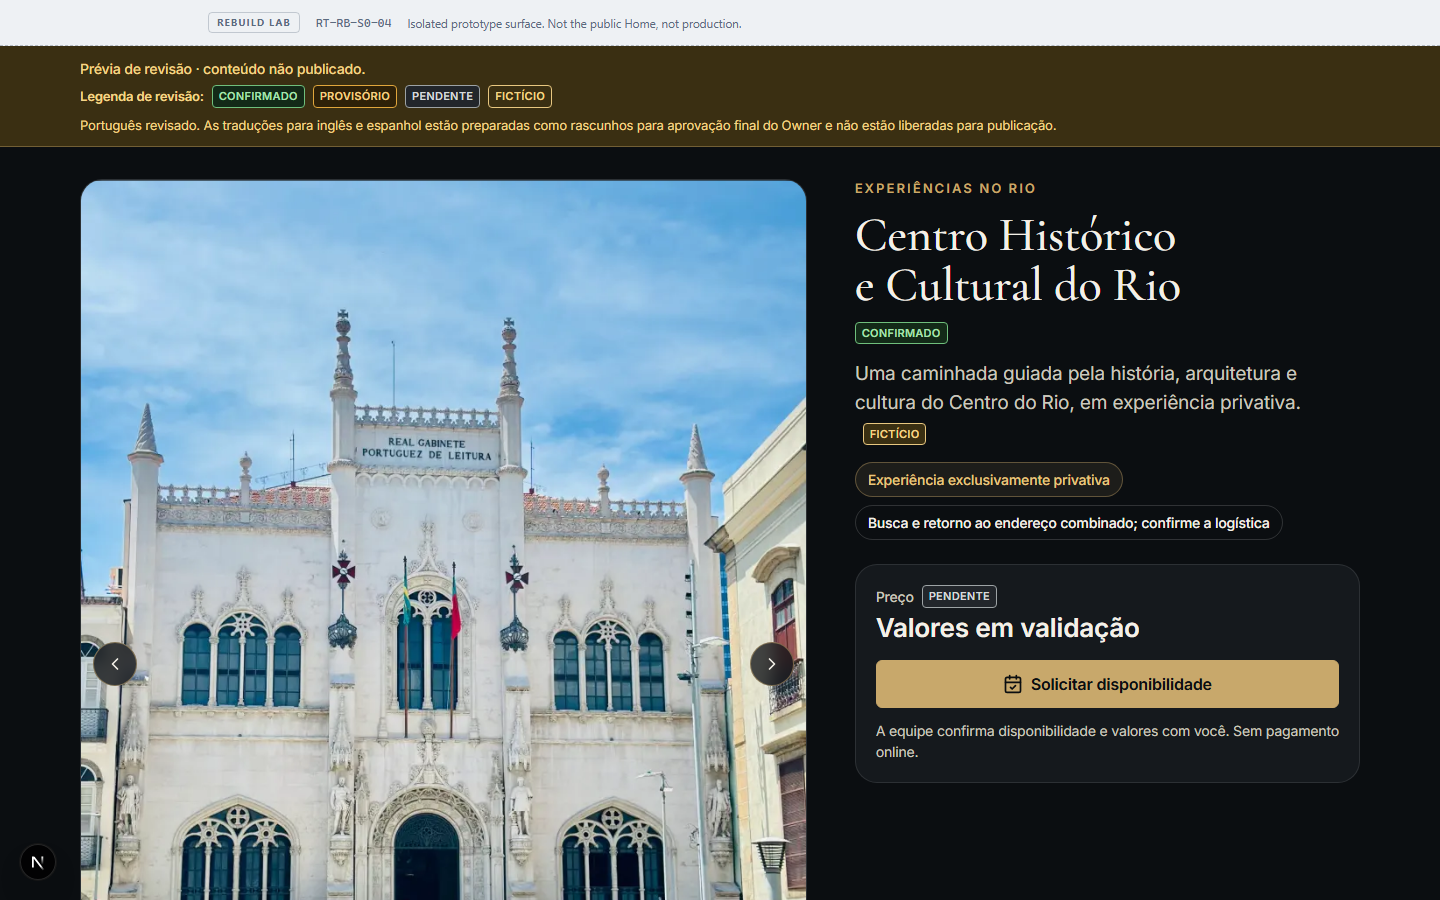 REBUILD LAB RT-RB-S0-04 Isolated prototype surface. Not the public Home, not production.
Prévia de revisão · conteúdo não publicado.
Legenda de revisão: CONFIRMADO PROVISÓRIO PENDENTE FICTÍCIO
Português revisado. As traduções para inglês e espanhol estão preparadas como rascunhos para aprovação final do Owner e não estão liberadas para publicação.
REAL GABINETE
PORTUGUEZ DE LEITURA
EXPERIÊNCIAS NO RIO
Centro Histórico
e Cultural do Rio
CONFIRMADO
Uma caminhada guiada pela história, arquitetura e
cultura do Centro do Rio, em experiência privativa.
FICTÍCIO
Experiência exclusivamente privativa
Busca e retorno ao endereço combinado; confirme a logística
Preço PENDENTE
Valores em validação
Solicitar disponibilidade
A equipe confirma disponibilidade e valores com você. Sem pagamento
online.
N